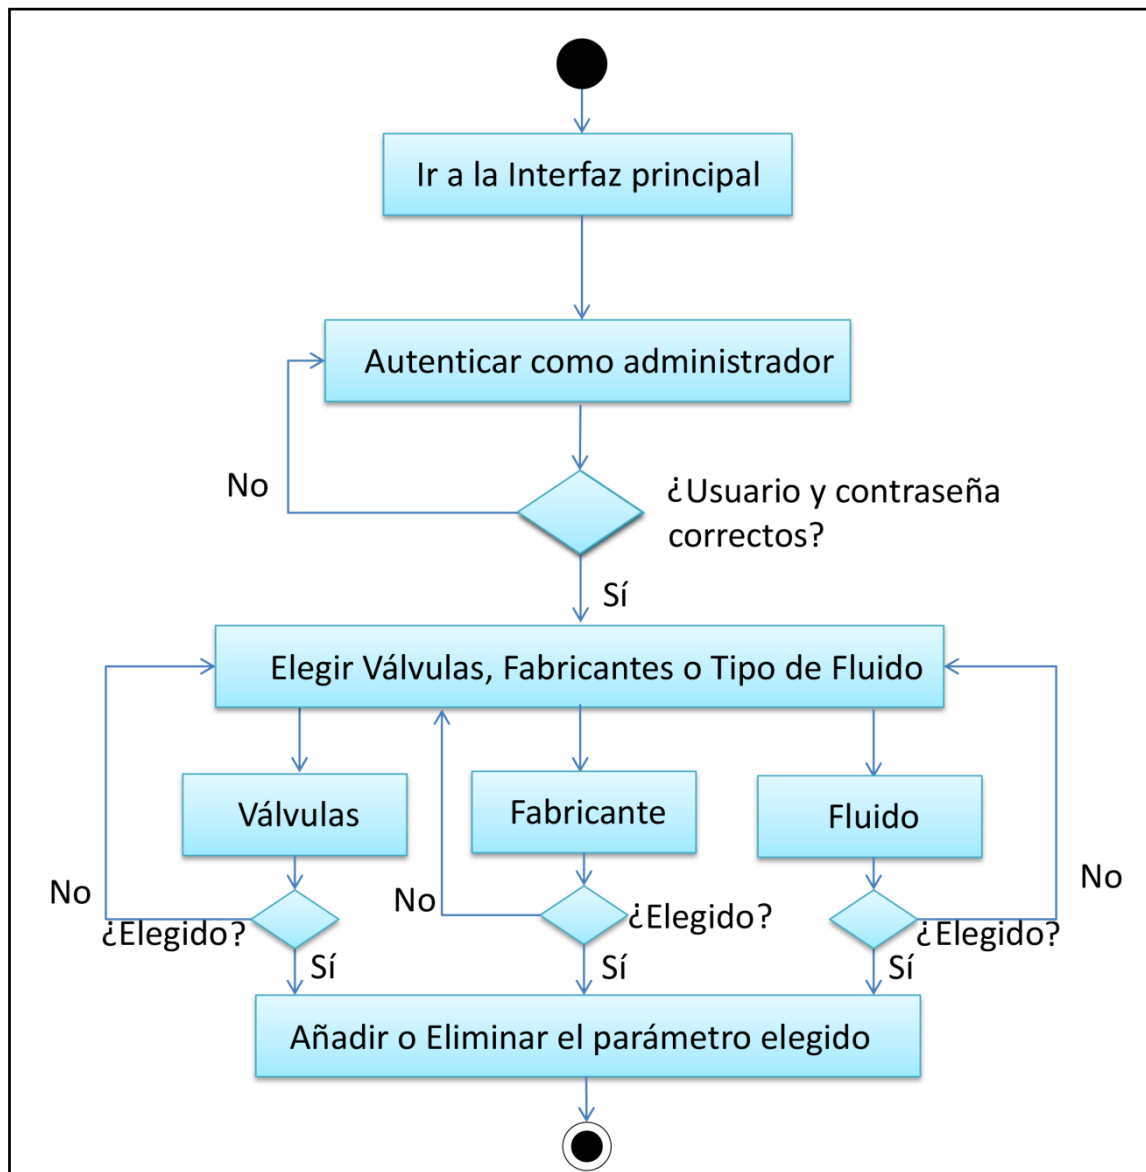 Ir a la Interfaz principal
Autenticar como administrador
No
¿Usuario y contraseña
correctos?
Sí
Elegir Válvulas, Fabricantes o Tipo de Fluido
Válvulas
Fabricante
Fluido
No
¿Elegido?
No
¿Elegido?
No
¿Elegido?
Sí
Sí
Sí
Añadir o Eliminar el parámetro elegido